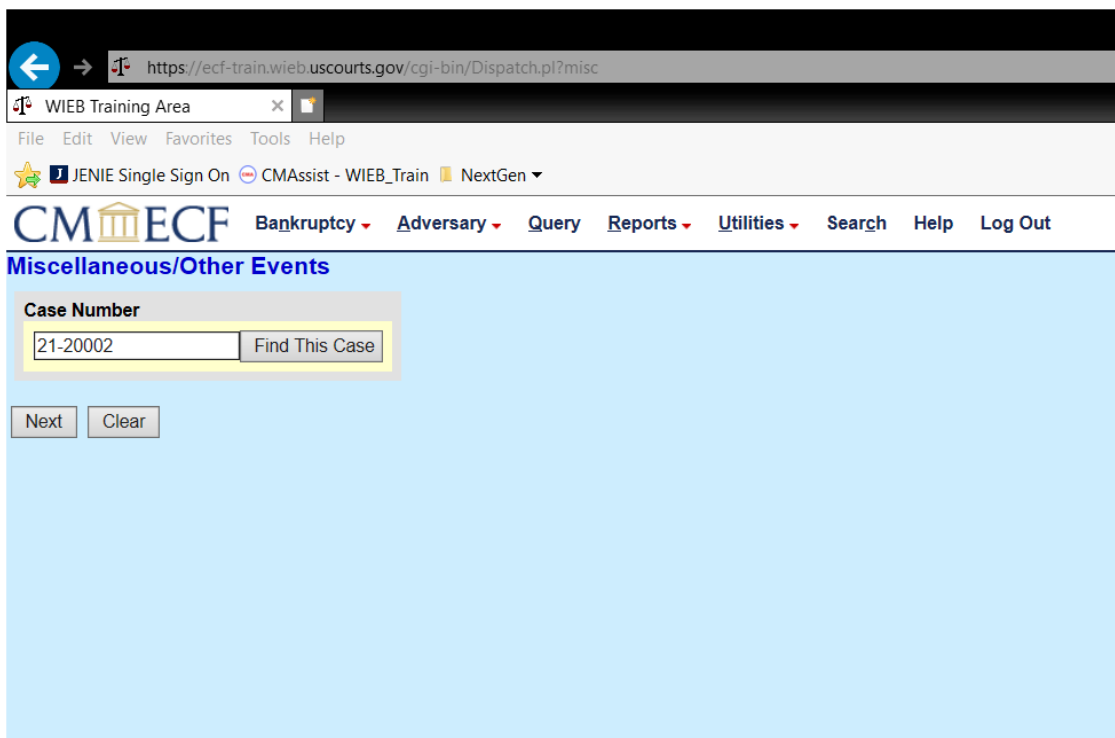 https://ecf-train.wieb.uscourts.gov/cgi-bin/Dispatch.pl?misc
WIEB Training Area
File Edit View Favorites Tools Help
J JENIE Single Sign On CMA CMAssist - WIEB_Train NextGen
CM ECF Bankruptcy Adversary Query Reports Utilities Search Help Log Out
Miscellaneous/Other Events
Case Number
21-20002 Find This Case
Next Clear